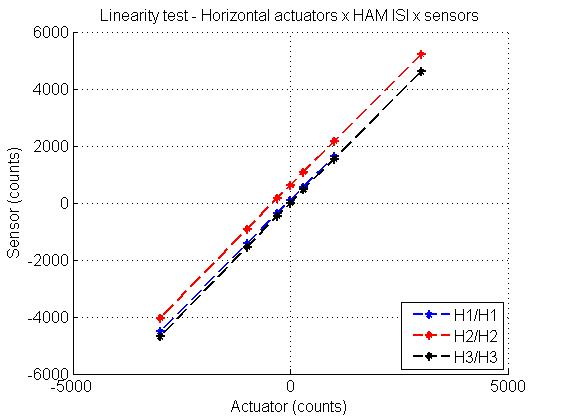 Linearity test - Horizontal actuators x HAM ISI x sensors
6000
4000
2000
0
-2000
-4000
-6000
Sensor (counts)
H1/H1
H2/H2
H3/H3
-5000
0
5000
Actuator (counts)